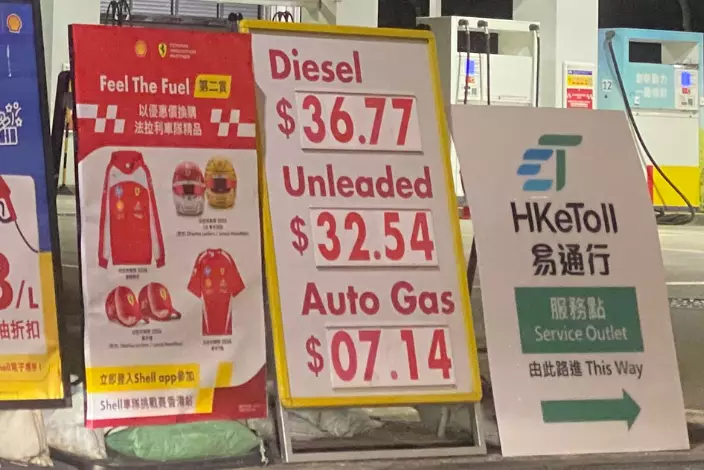 Feel The Fuel 第二賞
以優惠價換購
法拉利車隊精品
立即登入Shell app參加
Shell車隊挑戰賽香港站
3/L
Diesel
$36.77
Unleaded
$32.54
Auto Gas
$07.14
ET
HKeToll
易通行
服務點
Service Outlet
由此路進 This Way
12